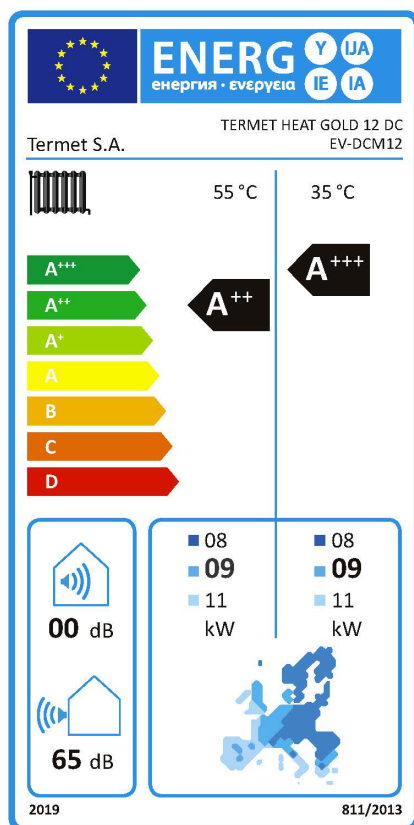 ENERG
енергия · ενεργεια
Y IJA
IE IA
TERMET HEAT GOLD 12 DC
Termet S.A.
EV-DCM12
55 °C
35 °C
A+++
A++
A+
A
B
C
D
A++
A+++
00 dB
65 dB
08
09
11
kW
08
09
11
kW
2019
811/2013